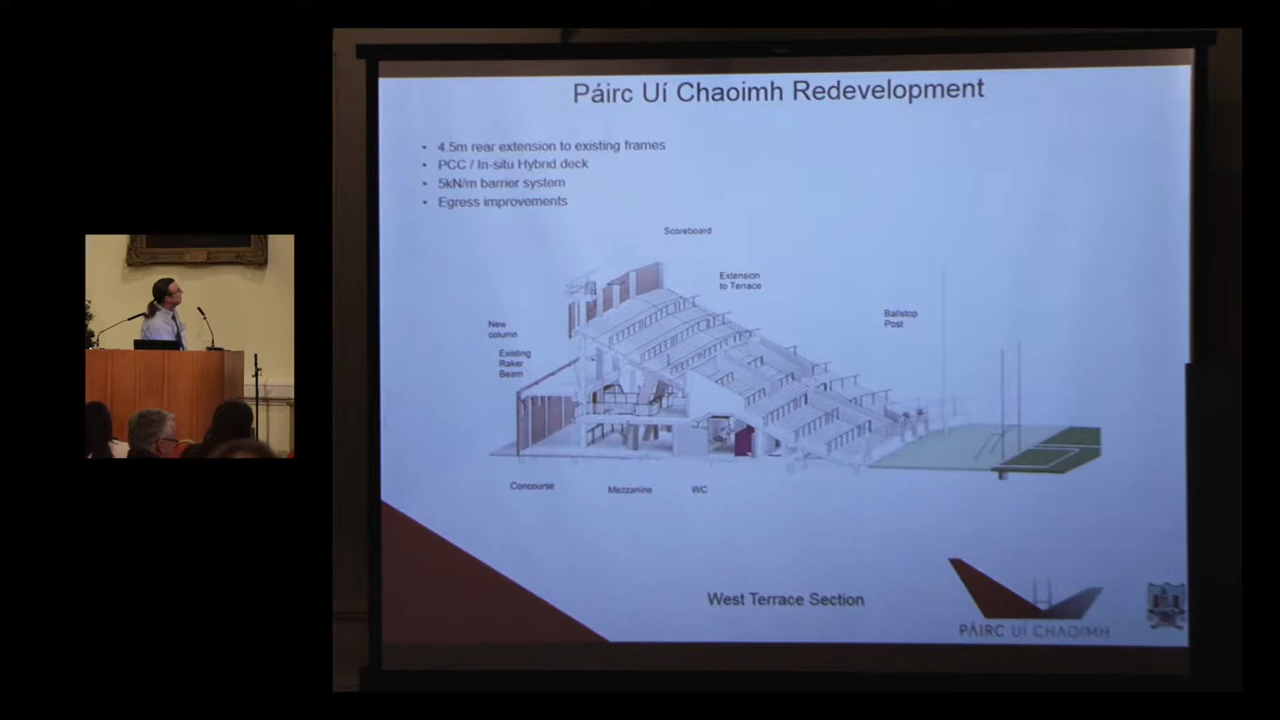 Páirc Uí Chaoimh Redevelopment
• 4.5m rear extension to existing frames
• PCC / In-situ Hybrid deck
• 5kN/m barrier system
• Egress improvements
Scoreboard
Extension
to Terrace
New
column
Existing
Raker
Beam
Ballstop
Post
Concourse
Mezzanine
WC
West Terrace Section
PÁIRC UÍ CHAOIMH